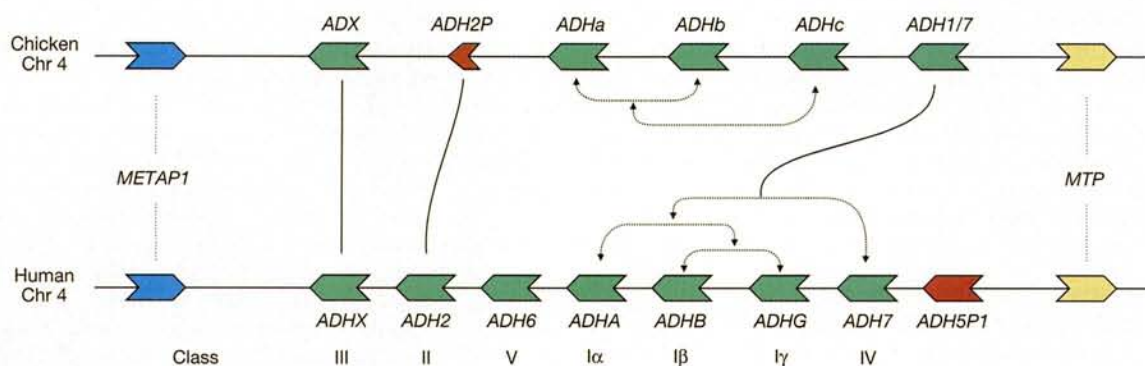 ADX ADH2P ADHa ADHb ADHc ADH1/7
Chicken
Chr 4
METAP1 MTP
Human
Chr 4
ADHX ADH2 ADH6 ADHA ADHB ADHG ADH7 ADH5P1
Class III II V Iα Iβ Iγ IV